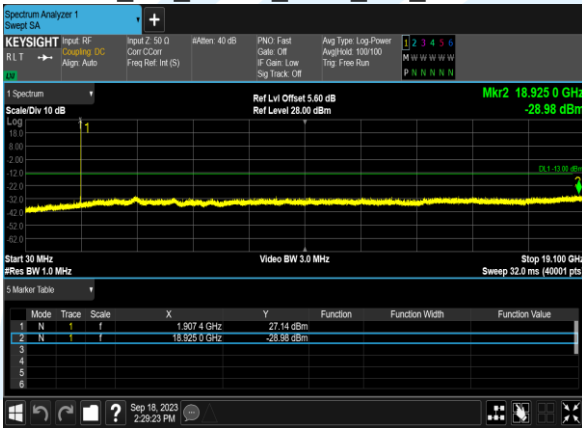 Spectrum Analyzer 1
Swept SA
+
KEYSIGHT Input: RF Input Z: 50 Ω #Atten: 40 dB PNO: Fast Avg Type: Log-Power 1 2 3 4 5 6
RLT Coupling: DC Corr CCorr Gate: Off Avg|Hold: 100/100 M W W W W W
Align: Auto Freq Ref: Int (S) IF Gain: Low Trig: Free Run
Sig Track: Off P N N N N N
1 Spectrum
Ref Lvl Offset 5.60 dB Mkr2 18.925 0 GHz
Scale/Div 10 dB Ref Level 28.00 dBm -28.98 dBm
Log
18.0 1
8.00
-2.00
-12.0 DL1 -13.00 dBm
-22.0 2
-32.0
-42.0
-52.0
-62.0
Start 30 MHz Video BW 3.0 MHz Stop 19.100 GHz
#Res BW 1.0 MHz Sweep 32.0 ms (40001 pts
5 Marker Table
Mode Trace Scale X Y Function Function Width Function Value
1 N 1 f 1.907 4 GHz 27.14 dBm
2 N 1 f 18.925 0 GHz -28.98 dBm
3
4
5
6
? Sep 18, 2023
2:29:23 PM